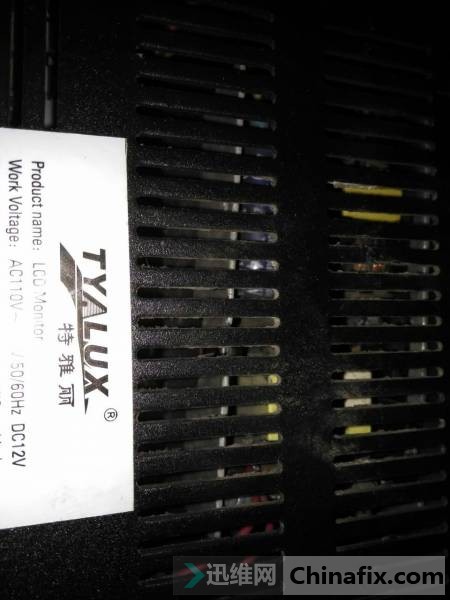 TYALUX®
特雅丽
Product name: LCD Monitor
Work Voltage: AC110V~ / 50/60Hz DC12V
迅维网 Chinafix.com